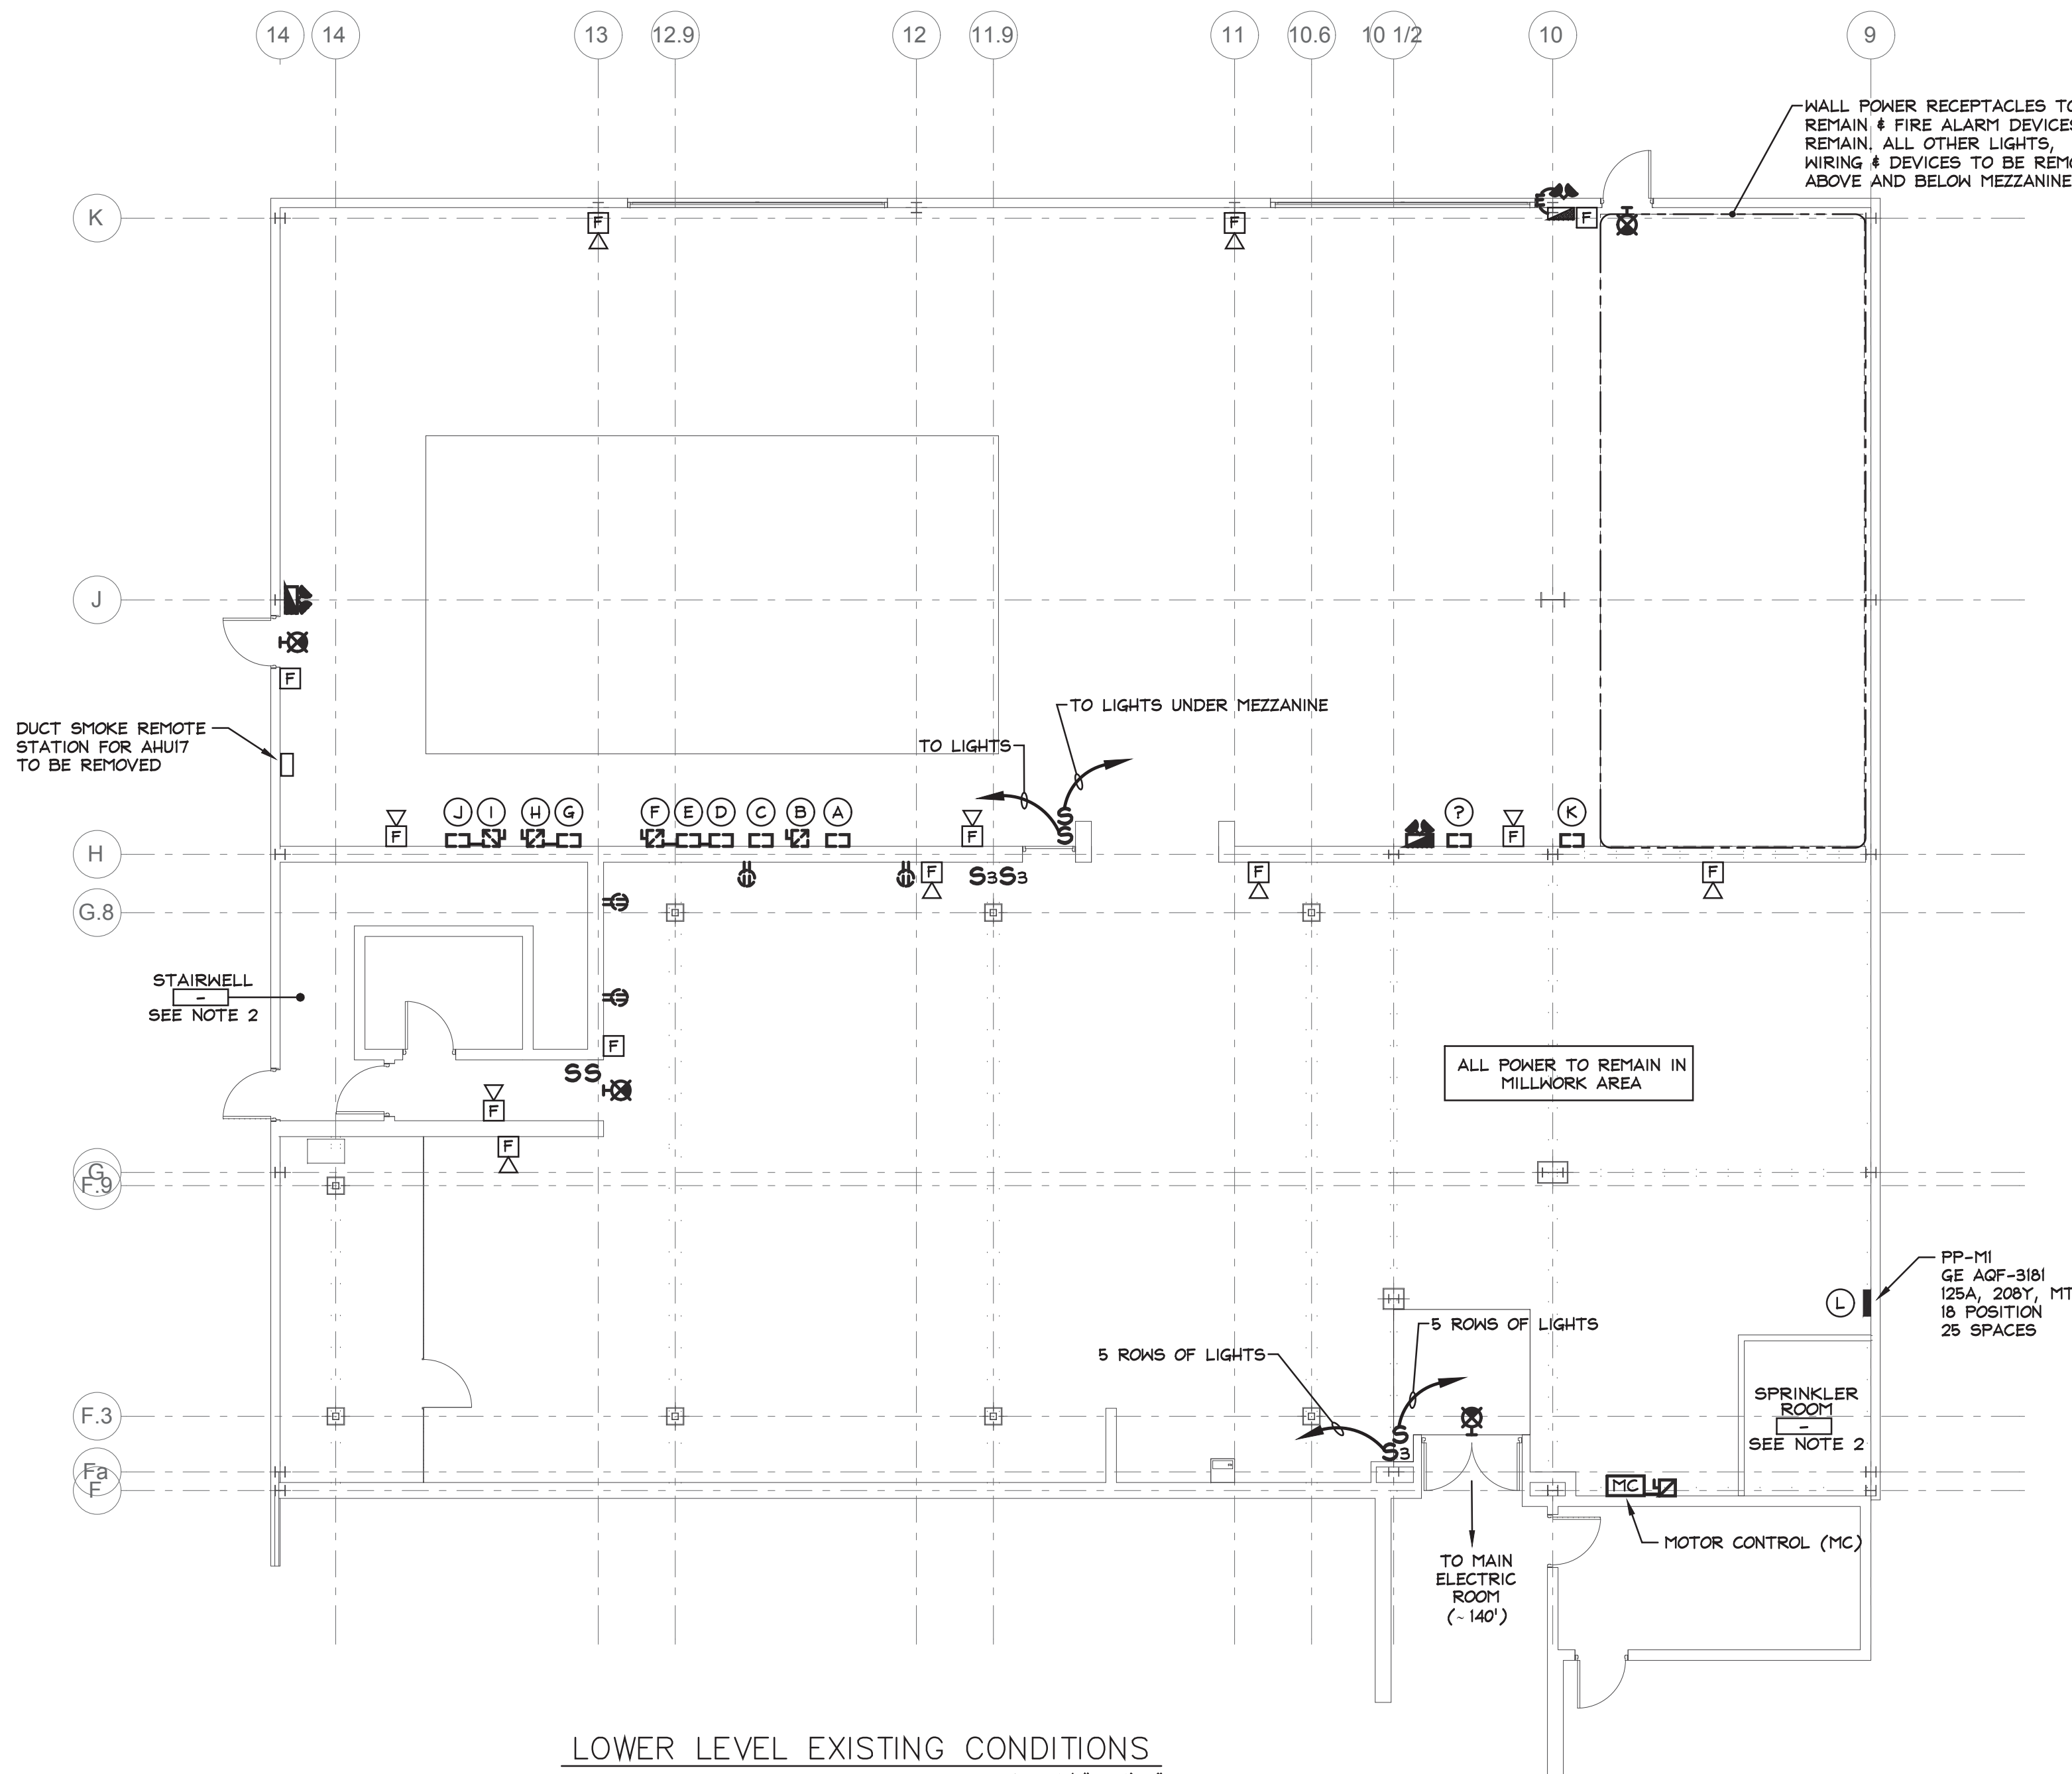 14 14 13 12.9 12 11.9 11 10.6 10 1/2 10 9
WALL POWER RECEPTACLES TO
REMAIN & FIRE ALARM DEVICES
REMAIN. ALL OTHER LIGHTS,
WIRING & DEVICES TO BE REMO
ABOVE AND BELOW MEZZANINE
K
F F F
E
J
F
DUCT SMOKE REMOTE
STATION FOR AHU17
TO BE REMOVED
TO LIGHTS UNDER MEZZANINE
TO LIGHTS
J I H G F E D C B A ? K
F F F
S
S
H
F S3S3 F F
G.8
STAIRWELL
-
SEE NOTE 2
F
SS
F
F
ALL POWER TO REMAIN IN
MILLWORK AREA
G
F.9
PP-M1
GE AQF-3181
125A, 208Y, MT
18 POSITION
25 SPACES
L
5 ROWS OF LIGHTS
5 ROWS OF LIGHTS
SPRINKLER
ROOM
-
SEE NOTE 2
F.3
S
S3
Fa
F
MC
MOTOR CONTROL (MC)
TO MAIN
ELECTRIC
ROOM
(~140')
LOWER LEVEL EXISTING CONDITIONS